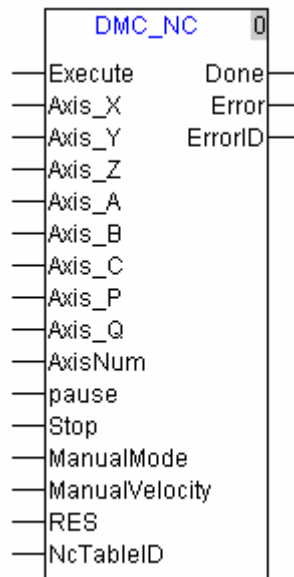 DMC_NC 0
Execute Done
Axis_X Error
Axis_Y ErrorID
Axis_Z
Axis_A
Axis_B
Axis_C
Axis_P
Axis_Q
AxisNum
pause
Stop
ManualMode
ManualVelocity
RES
NcTableID